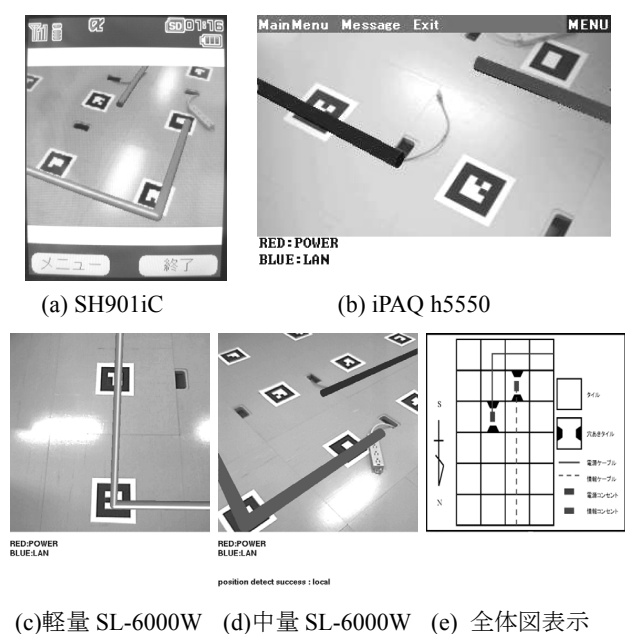 α SD 01:16
メニュー 終了
MainMenu Message Exit MENU
RED:POWER
BLUE:LAN
(a) SH901iC (b) iPAQ h5550
S
N
タイル
穴あきタイル
電源ケーブル
情報ケーブル
電源コンセント
情報コンセント
RED:POWER
BLUE:LAN
RED:POWER
BLUE:LAN
position detect success : local
(c)軽量 SL-6000W (d)中量 SL-6000W (e) 全体図表示